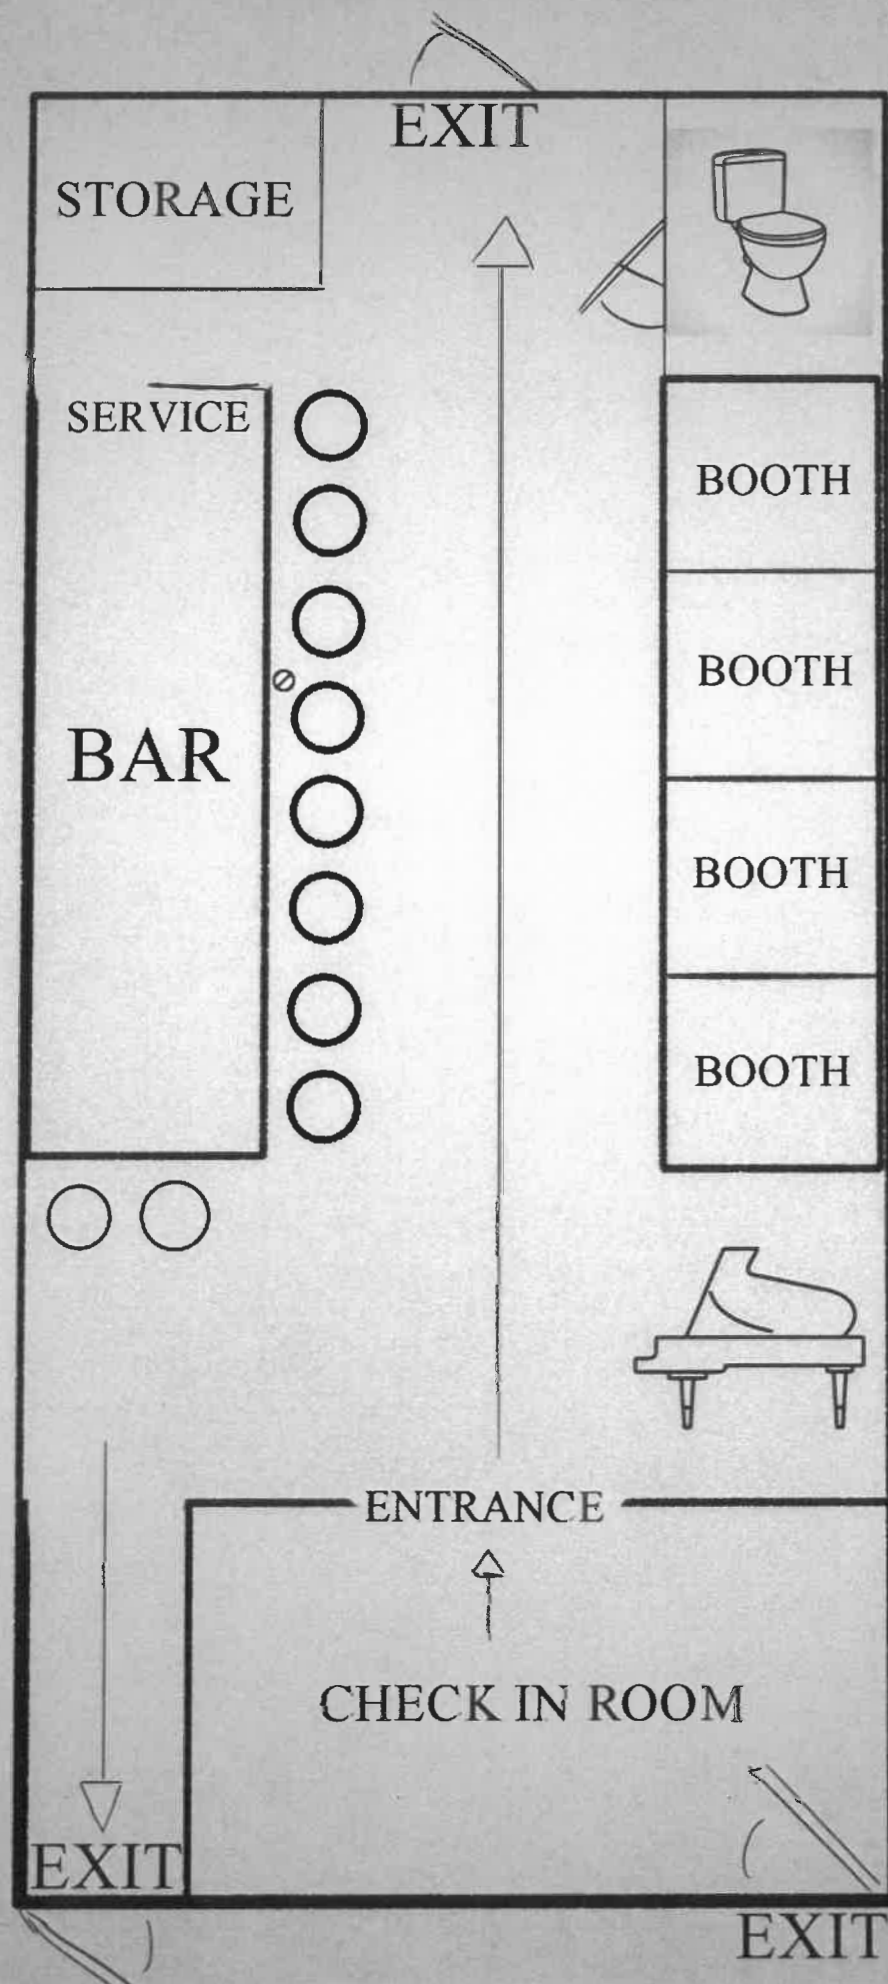 EXIT
STORAGE
SERVICE
BOOTH
BOOTH
BAR
BOOTH
BOOTH
ENTRANCE
CHECK IN ROOM
EXIT
EXIT